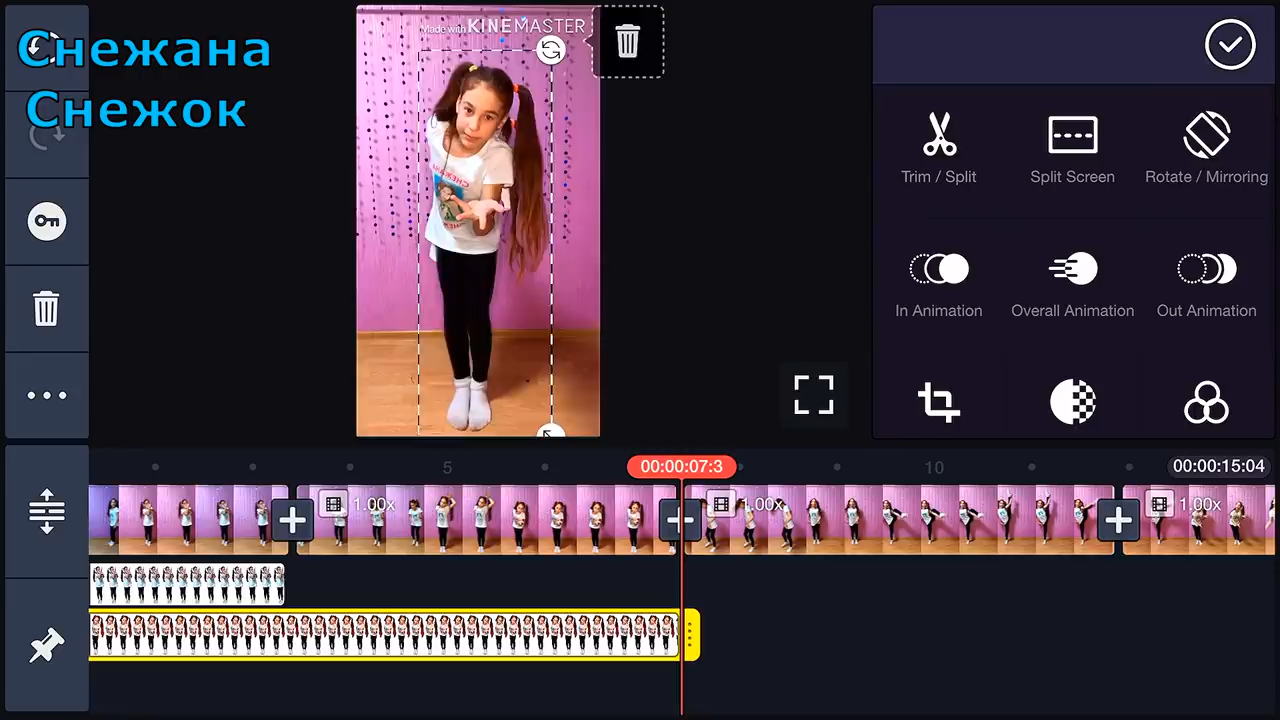 Снежана
Снежок
Made with KINEMASTER
СНЕЖАНА
Trim / Split
Split Screen
Rotate / Mirroring
In Animation
Overall Animation
Out Animation
5
00:00:07:3
10
00:00:15:04
1.00x
1.00x
1.00x